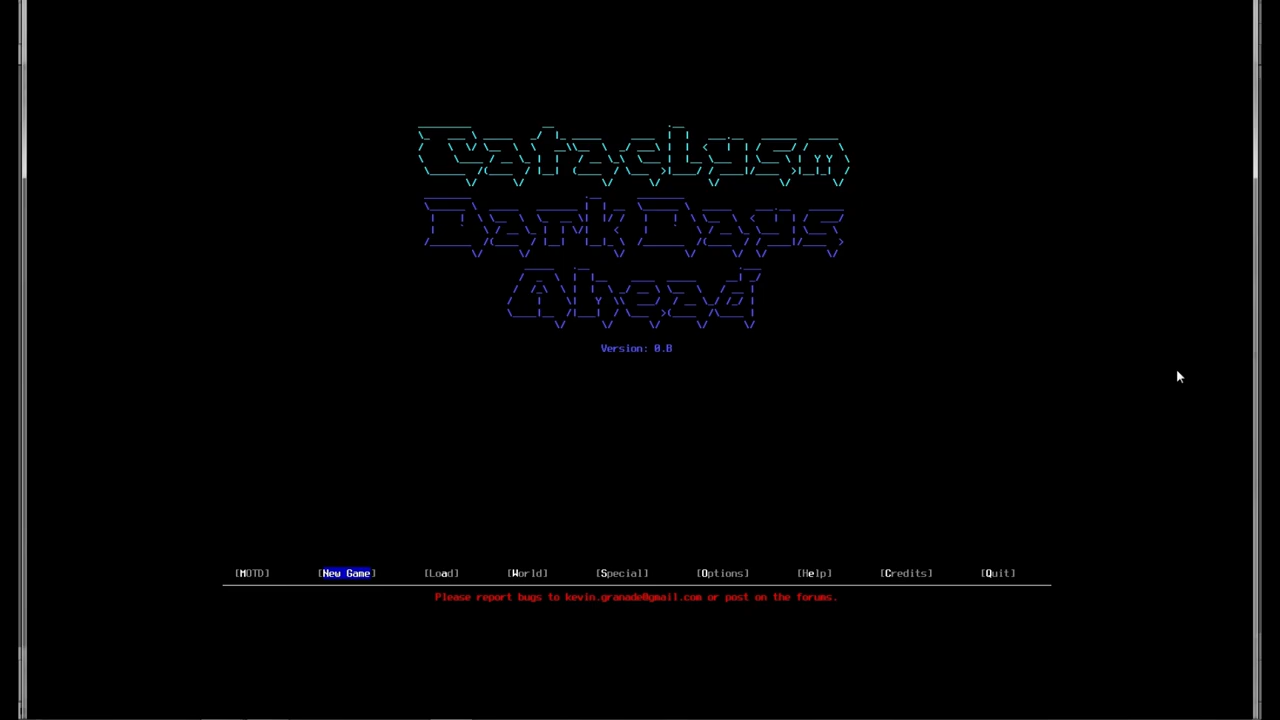 Cataclysm
Dark Days
Ahead
Version: 0.B
[MOTD] [New Game] [Load] [World] [Special] [Options] [Help] [Credits] [Quit]
Please report bugs to kevin.granade@gmail.com or post on the forums.